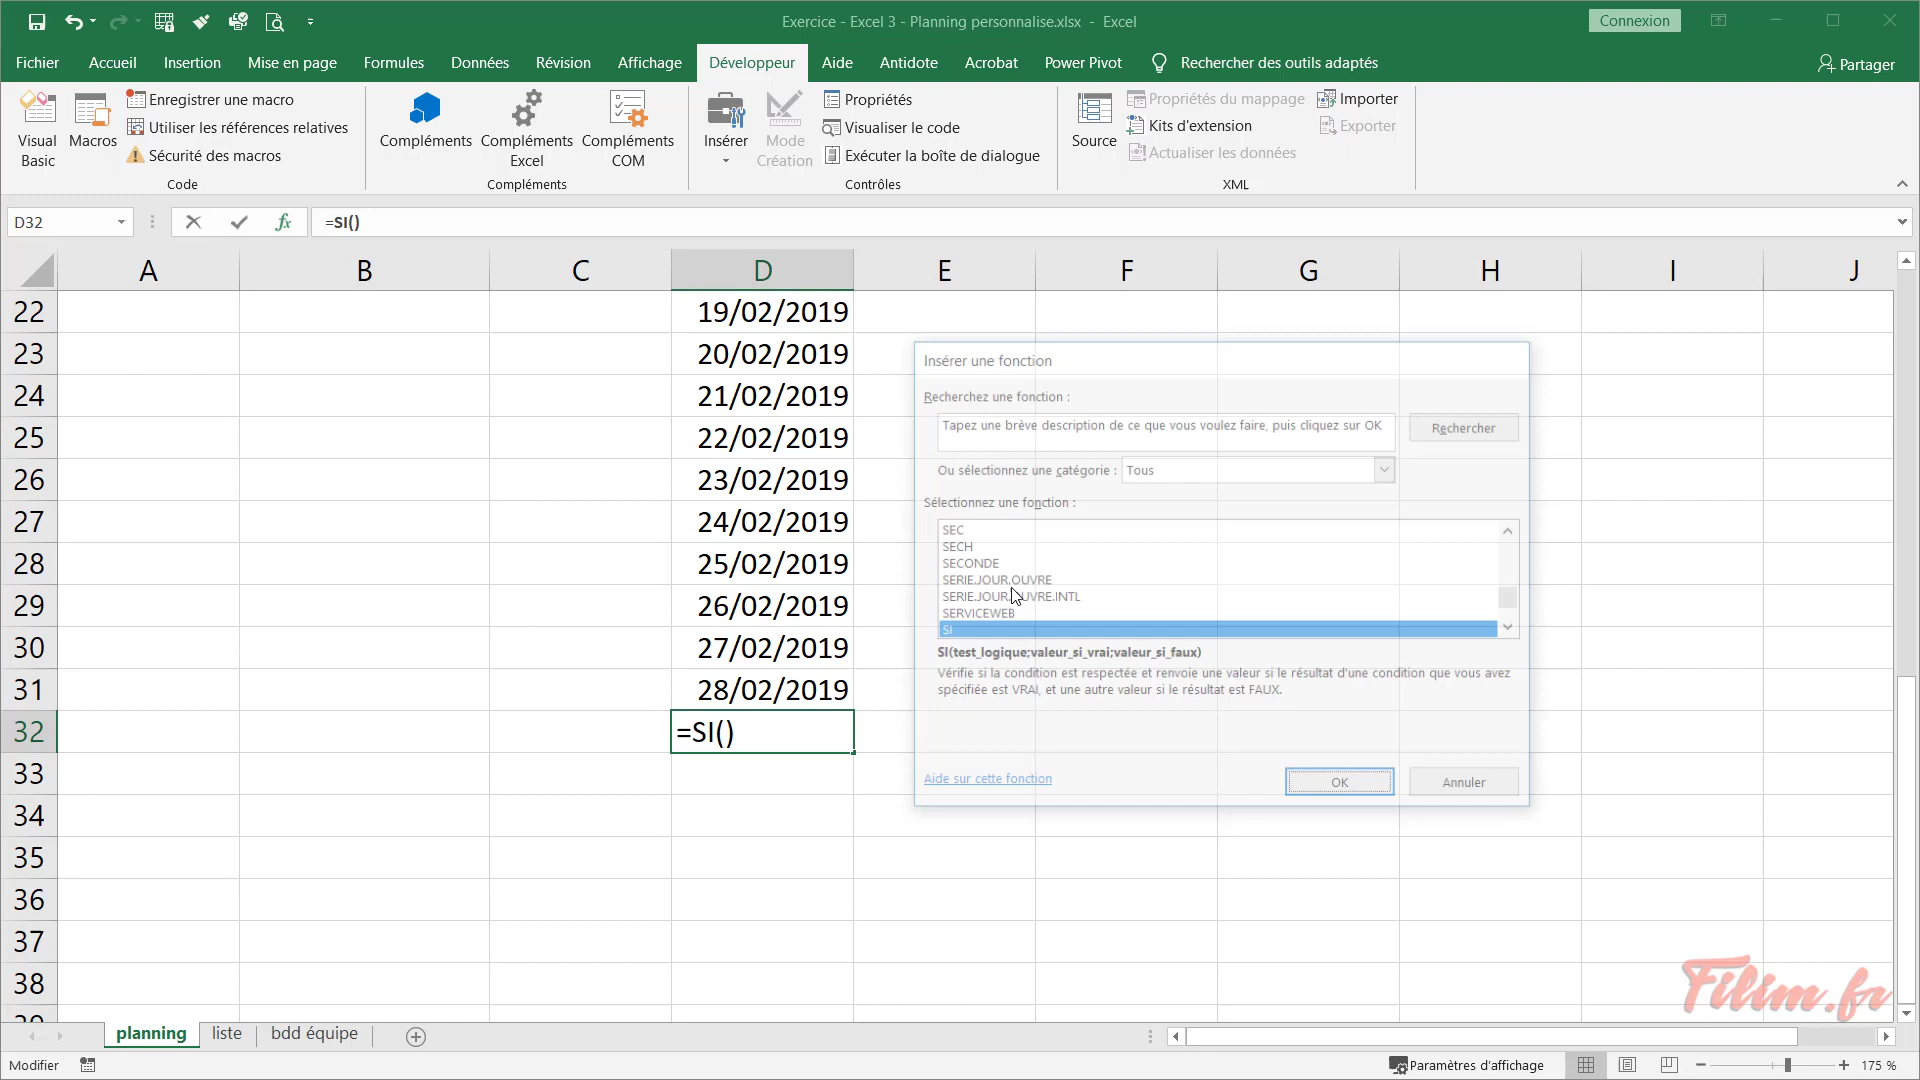 Exercice - Excel 3 - Planning personnalise.xlsx - Excel
Connexion
Fichier Accueil Insertion Mise en page Formules Données Révision Affichage Développeur Aide Antidote Acrobat Power Pivot Rechercher des outils adaptés Partager
Visual Basic
Macros
Enregistrer une macro
Utiliser les références relatives
Sécurité des macros
Code
Compléments
Compléments Excel
Compléments COM
Compléments
Insérer
Mode Création
Propriétés
Visualiser le code
Exécuter la boîte de dialogue
Contrôles
Source
Propriétés du mappage
Kits d'extension
Actualiser les données
Importer
Exporter
XML
D32 fx =SI()
A B C D E F G H I J
22 19/02/2019
23 20/02/2019
24 21/02/2019
25 22/02/2019
26 23/02/2019
27 24/02/2019
28 25/02/2019
29 26/02/2019
30 27/02/2019
31 28/02/2019
32 =SI()
33
34
35
36
37
38
39
Insérer une fonction
Recherchez une fonction :
Tapez une brève description de ce que vous voulez faire, puis cliquez sur OK
Rechercher
Ou sélectionnez une catégorie : Tous
Sélectionnez une fonction :
SEC
SECH
SECONDE
SERIE.JOUR.OUVRE
SERIE.JOUR.OUVRE.INTL
SERVICEWEB
SI
SI(test_logique;valeur_si_vrai;valeur_si_faux)
Vérifie si la condition est respectée et renvoie une valeur si le résultat d'une condition que vous avez
spécifiée est VRAI, et une autre valeur si le résultat est FAUX.
Aide sur cette fonction
OK
Annuler
Filim.fr
planning liste bdd équipe
Modifier
Paramètres d'affichage
175 %